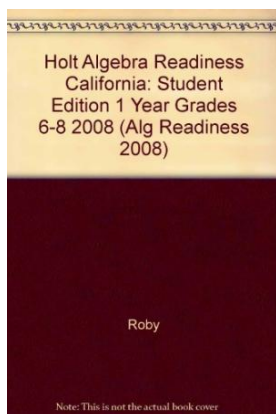 Holt Algebra Readiness
California: Student
Edition 1 Year Grades
6-8 2008 (Alg Readiness
2008)
Roby
Note: This is not the actual book cover